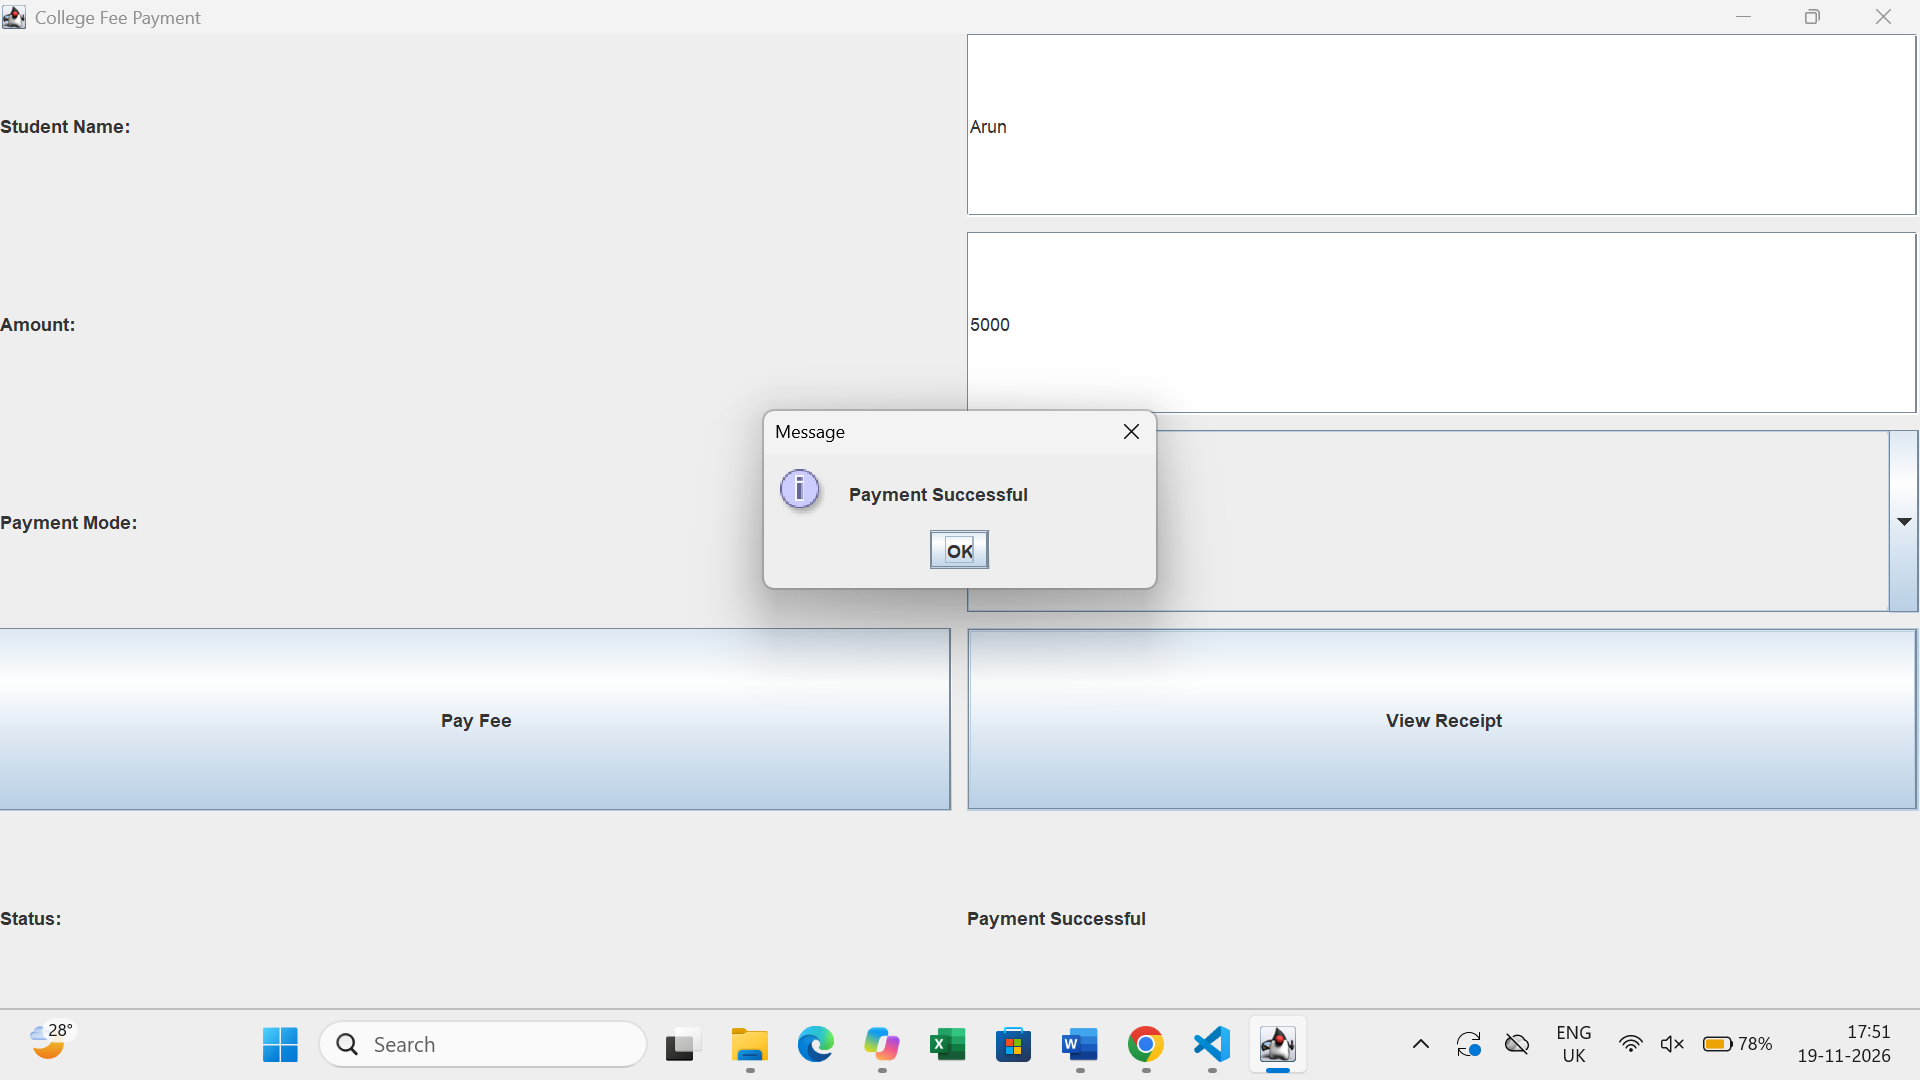 College Fee Payment
Student Name:
Arun
Amount:
5000
Message
Payment Successful
OK
Payment Mode:
Pay Fee
View Receipt
Status:
Payment Successful
28°
Search
ENG
UK
78%
17:51
19-11-2026